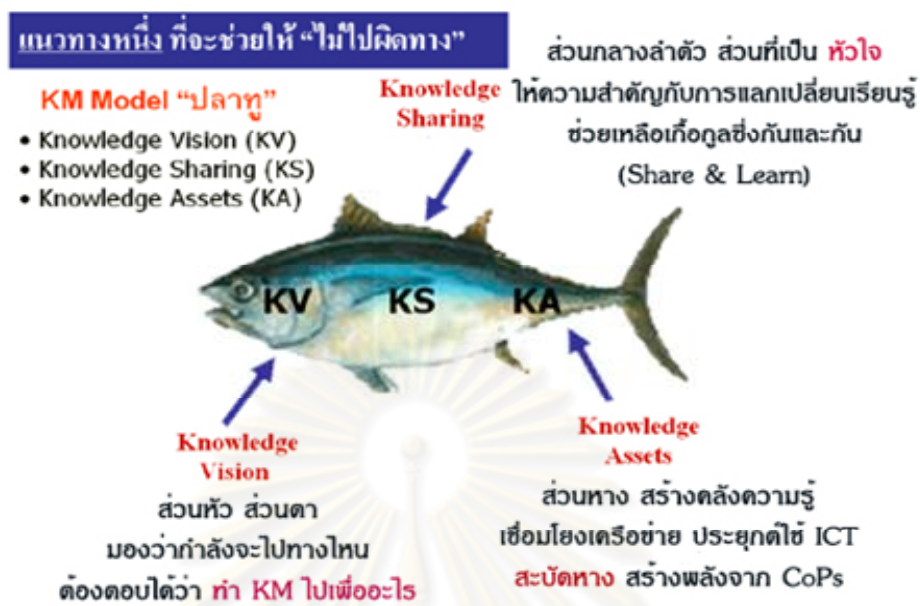 แนวทางหนึ่ง ที่จะช่วยให้ “ไม่ไปผิดทาง”
KM Model “ปลาทู”
• Knowledge Vision (KV)
• Knowledge Sharing (KS)
• Knowledge Assets (KA)
Knowledge
Sharing
ส่วนกลางลำตัว ส่วนที่เป็น หัวใจ
ให้ความสำคัญกับการแลกเปลี่ยนเรียนรู้
ช่วยเหลือเกื้อกูลซึ่งกันและกัน
(Share & Learn)
KV KS KA
Knowledge
Vision
ส่วนหัว ส่วนตา
มองว่ากำลังจะไปทางไหน
ต้องตอบได้ว่า ทำ KM ไปเพื่ออะไร
Knowledge
Assets
ส่วนหาง สร้างคลังความรู้
เชื่อมโยงเครือข่าย ประยุกต์ใช้ ICT
สะบัดหาง สร้างพลังจาก CoPs